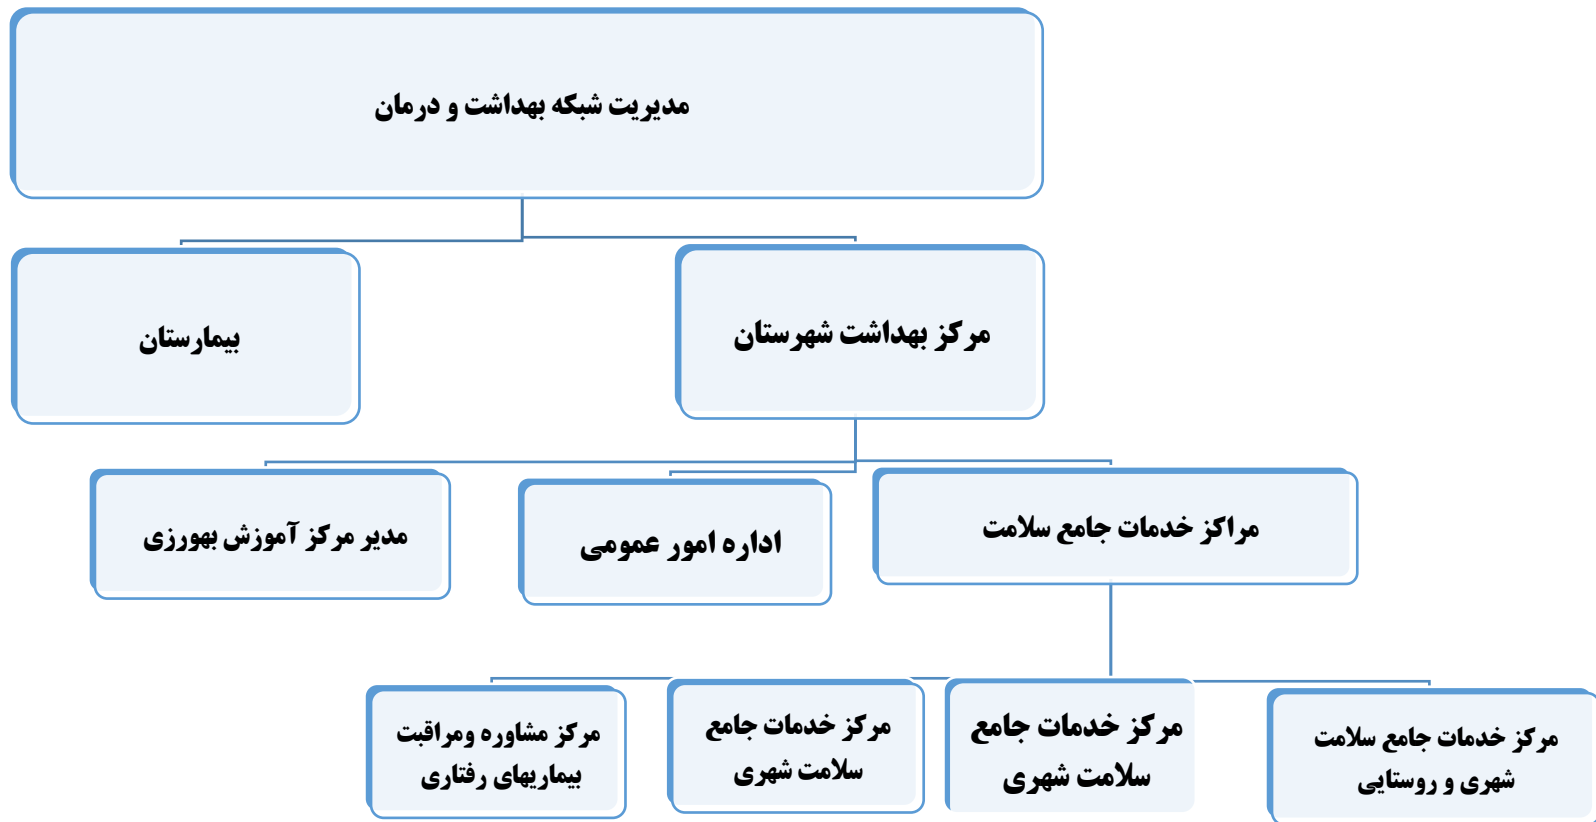 مدیریت شبکه بهداشت و درمان
مرکز بهداشت شهرستان
بیمارستان
مراکز خدمات جامع سلامت
اداره امور عمومی
مدیر مرکز آموزش بهورزی
مرکز خدمات جامع سلامت
شهری و روستایی
مرکز خدمات جامع
سلامت شهری
مرکز خدمات جامع
سلامت شهری
مرکز مشاوره ومراقبت
بیماریهای رفتاری